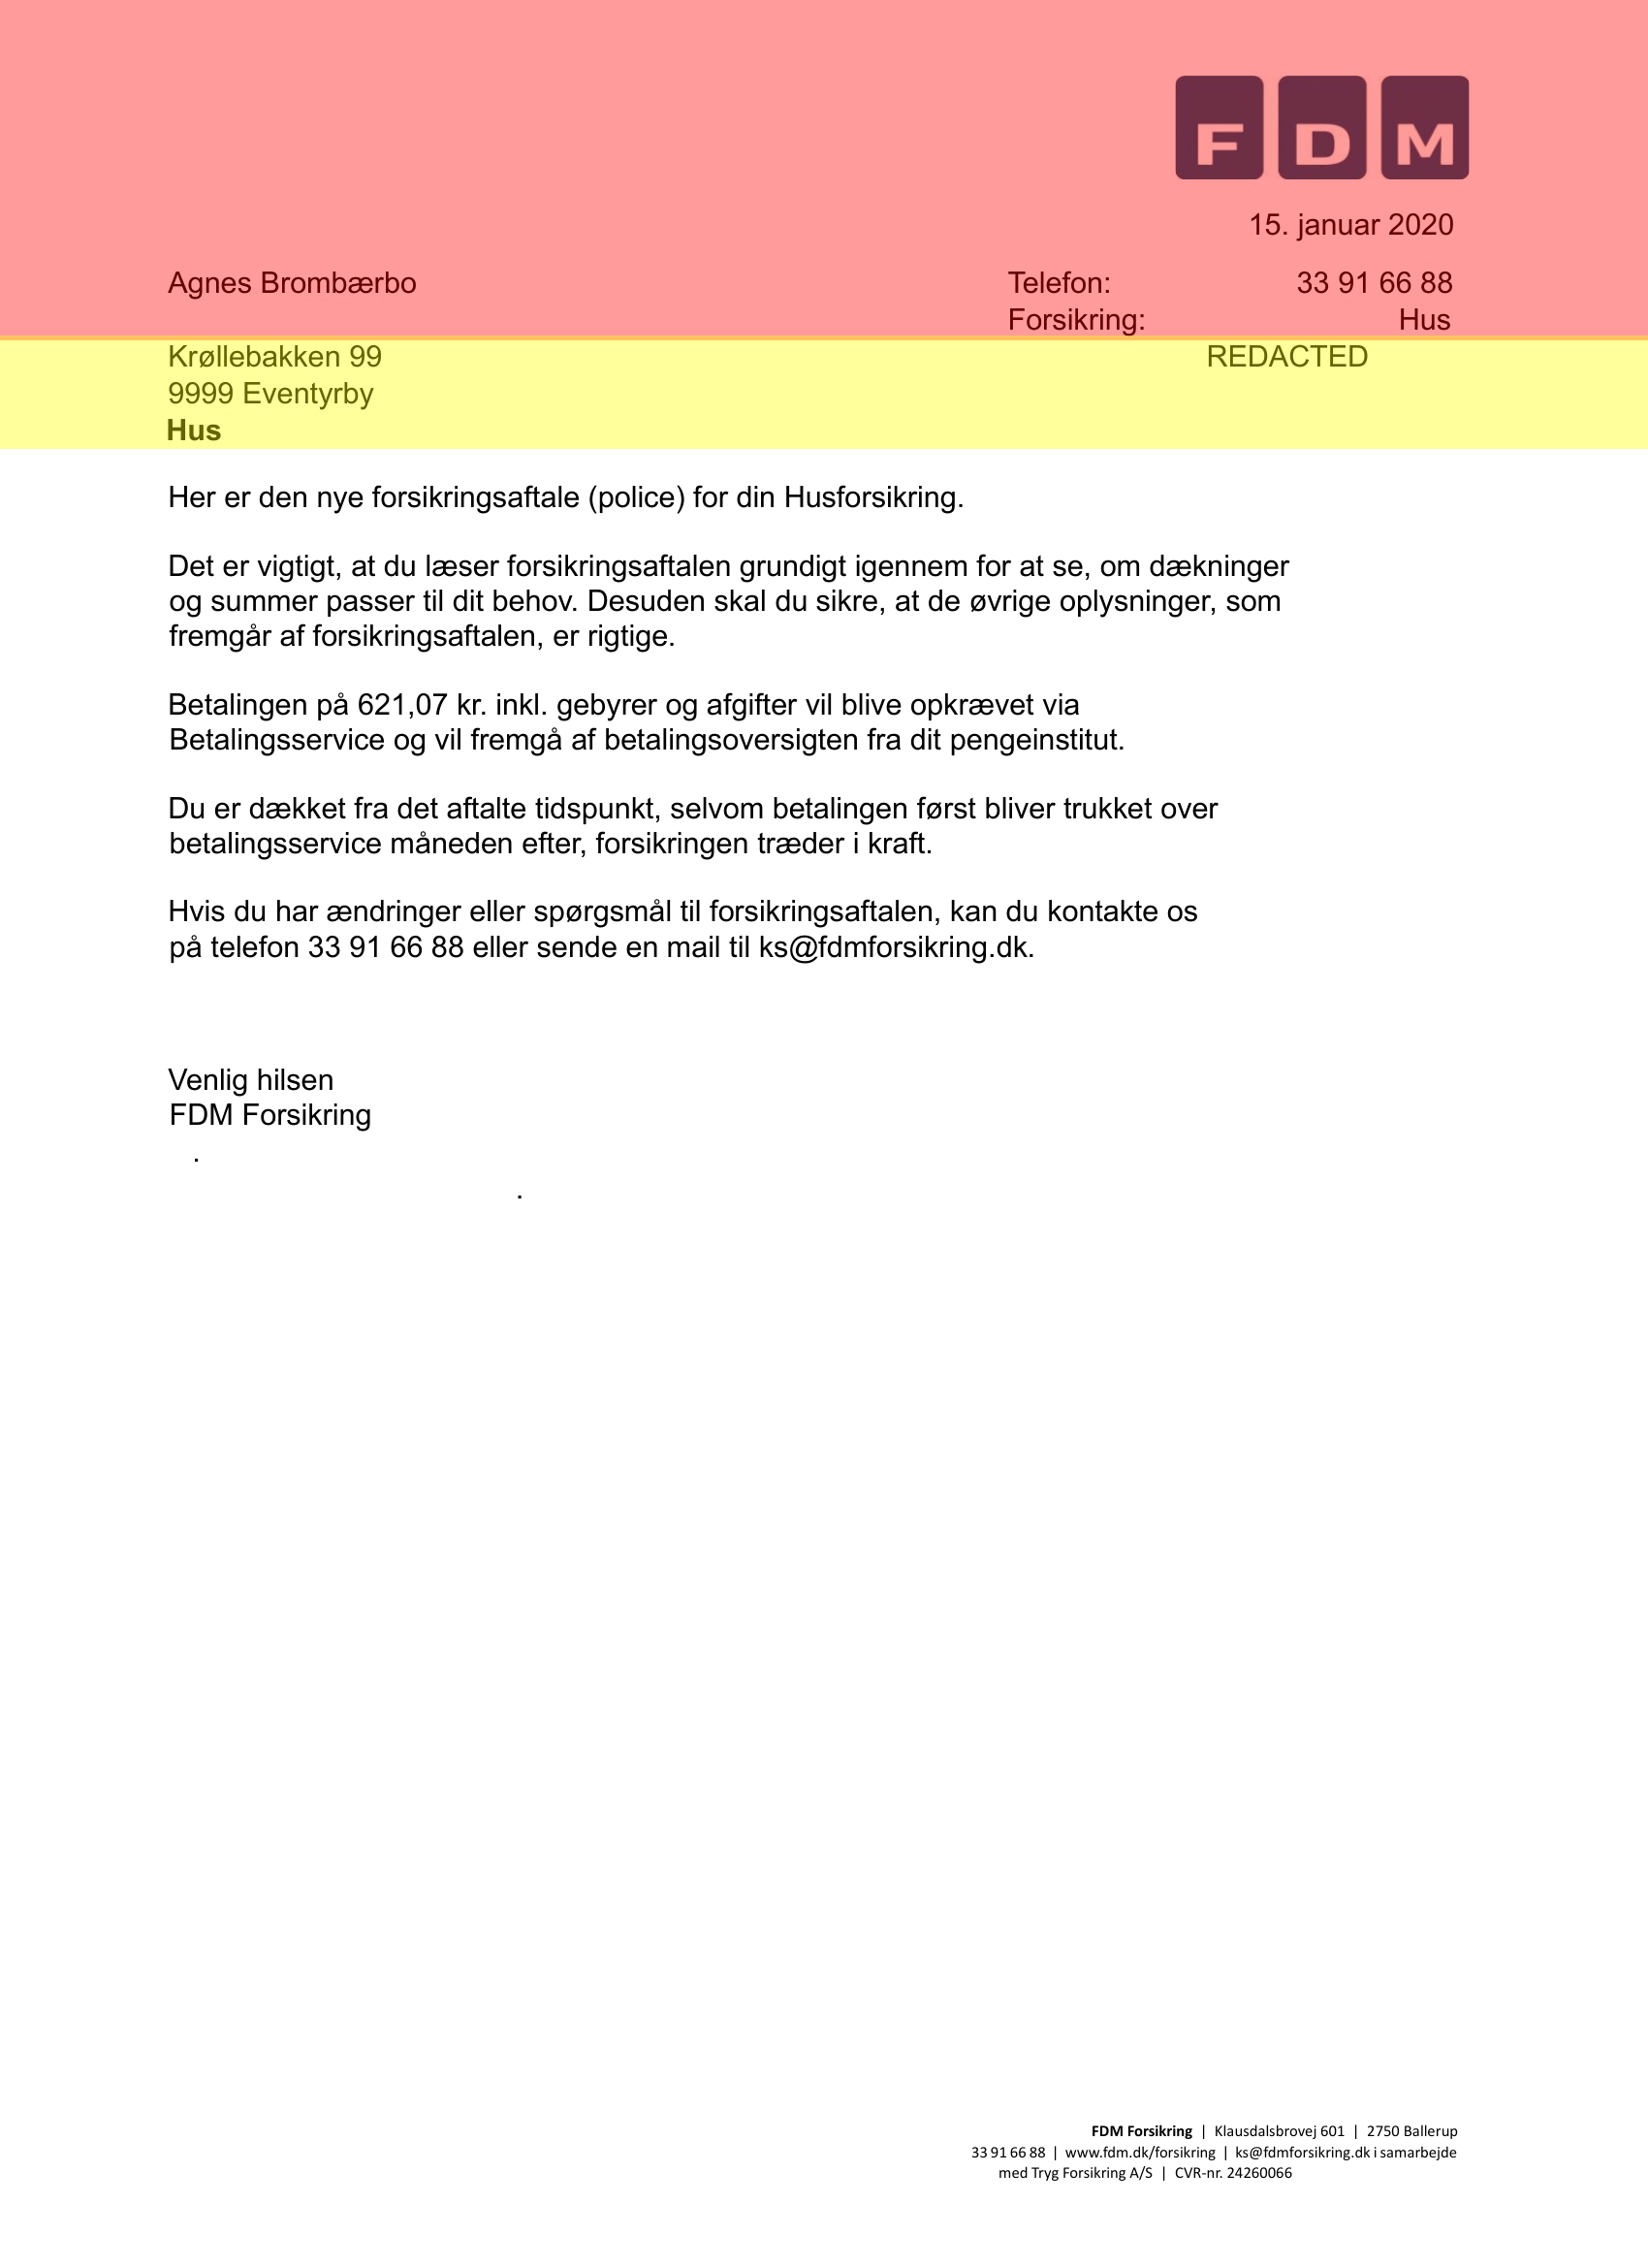 FDM
15. januar 2020
Agnes Brombærbo Telefon: 33 91 66 88
Forsikring: Hus
Krøllebakken 99 REDACTED
9999 Eventyrby
Hus
Her er den nye forsikringsaftale (police) for din Husforsikring.
Det er vigtigt, at du læser forsikringsaftalen grundigt igennem for at se, om dækninger
og summer passer til dit behov. Desuden skal du sikre, at de øvrige oplysninger, som
fremgår af forsikringsaftalen, er rigtige.
Betalingen på 621,07 kr. inkl. gebyrer og afgifter vil blive opkrævet via
Betalingsservice og vil fremgå af betalingsoversigten fra dit pengeinstitut.
Du er dækket fra det aftalte tidspunkt, selvom betalingen først bliver trukket over
betalingsservice måneden efter, forsikringen træder i kraft.
Hvis du har ændringer eller spørgsmål til forsikringsaftalen, kan du kontakte os
på telefon 33 91 66 88 eller sende en mail til ks@fdmforsikring.dk.
Venlig hilsen
FDM Forsikring
.
.
FDM Forsikring | Klausdalsbrovej 601 | 2750 Ballerup
33 91 66 88 | www.fdm.dk/forsikring | ks@fdmforsikring.dk i samarbejde
med Tryg Forsikring A/S | CVR-nr. 24260066